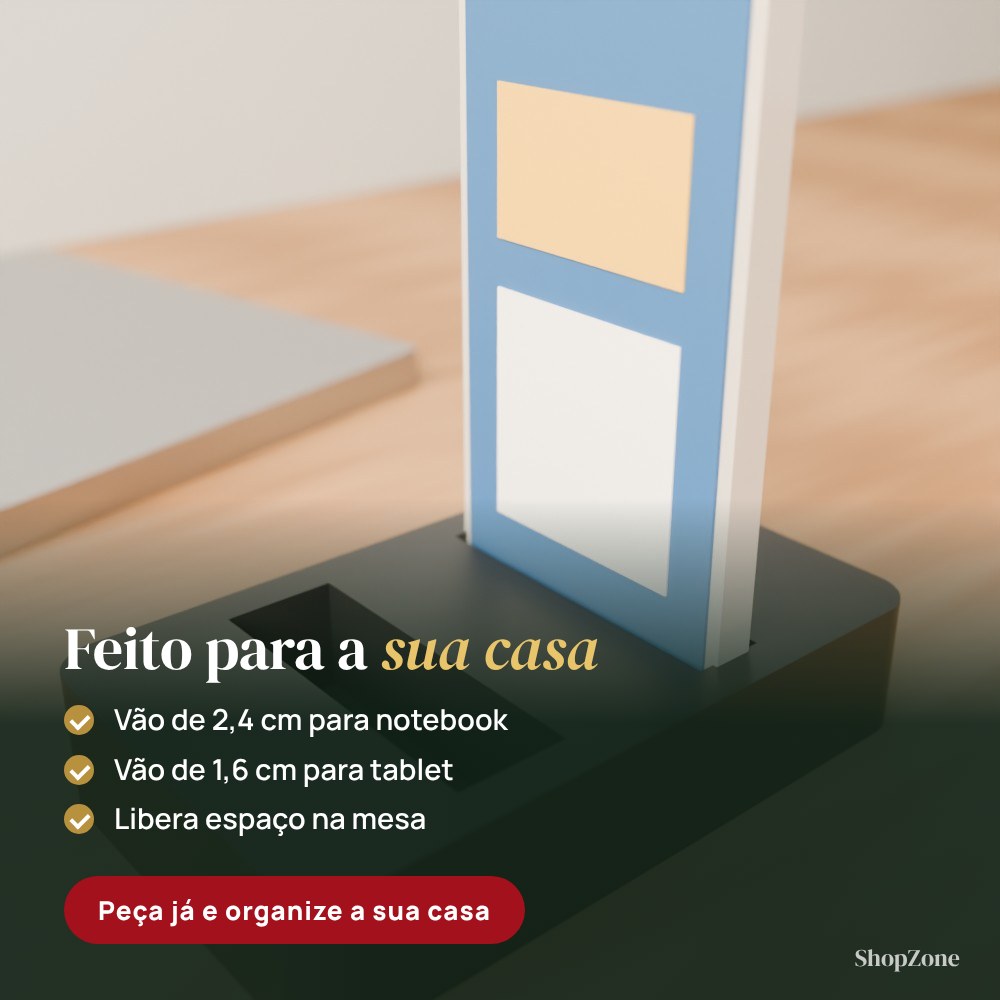 Feito para a sua casa
Vão de 2,4 cm para notebook
Vão de 1,6 cm para tablet
Libera espaço na mesa
Peça já e organize a sua casa
ShopZone